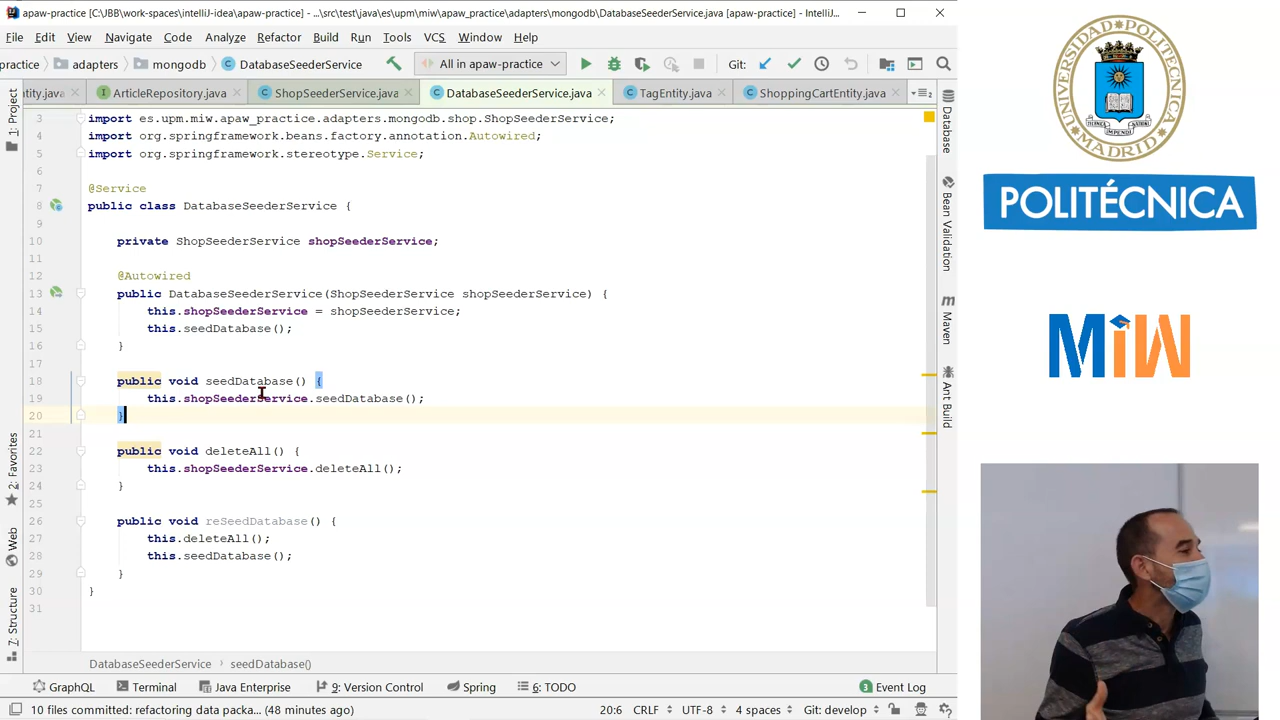 apaw-practice [C:\JBB\work-spaces\intelliJ-idea\apaw-practice] - ...\src\test\java\es\upm\miw\apaw_practice\adapters\mongodb\DatabaseSeederService.java [apaw-practice] - IntelliJ...
File Edit View Navigate Code Analyze Refactor Build Run Tools VCS Window Help
practice adapters mongodb DatabaseSeederService All in apaw-practice Git:
ntity.java ArticleRepository.java ShopSeederService.java DatabaseSeederService.java TagEntity.java ShoppingCartEntity.java 2
3 import es.upm.miw.apaw_practice.adapters.mongodb.shop.ShopSeederService;
4 import org.springframework.beans.factory.annotation.Autowired;
5 import org.springframework.stereotype.Service;
6
7 @Service
8 public class DatabaseSeederService {
9
10 private ShopSeederService shopSeederService;
11
12 @Autowired
13 public DatabaseSeederService(ShopSeederService shopSeederService) {
14 this.shopSeederService = shopSeederService;
15 this.seedDatabase();
16 }
17
18 public void seedDatabase() {
19 this.shopSeederService.seedDatabase();
20 }
21
22 public void deleteAll() {
23 this.shopSeederService.deleteAll();
24 }
25
26 public void reSeedDatabase() {
27 this.deleteAll();
28 this.seedDatabase();
29 }
30 }
31
DatabaseSeederService seedDatabase()
GraphQL Terminal Java Enterprise 9: Version Control Spring 6: TODO 3 Event Log
10 files committed: refactoring data packa... (48 minutes ago) 20:6 CRLF UTF-8 4 spaces Git: develop
1: Project
2: Favorites
Web
7: Structure
Database
Bean Validation
m Maven
Ant Build
UNIVERSIDAD POLITÉCNICA
DE MADRID
POLITÉCNICA
MiW